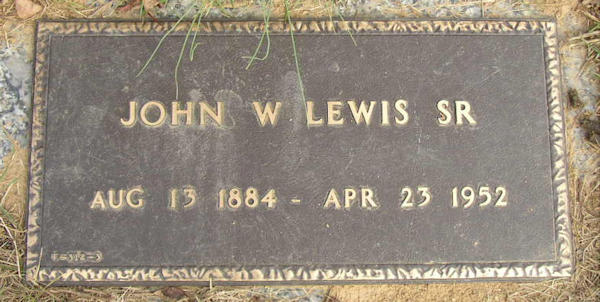 JOHN W LEWIS SR
AUG 13 1884 - APR 23 1952